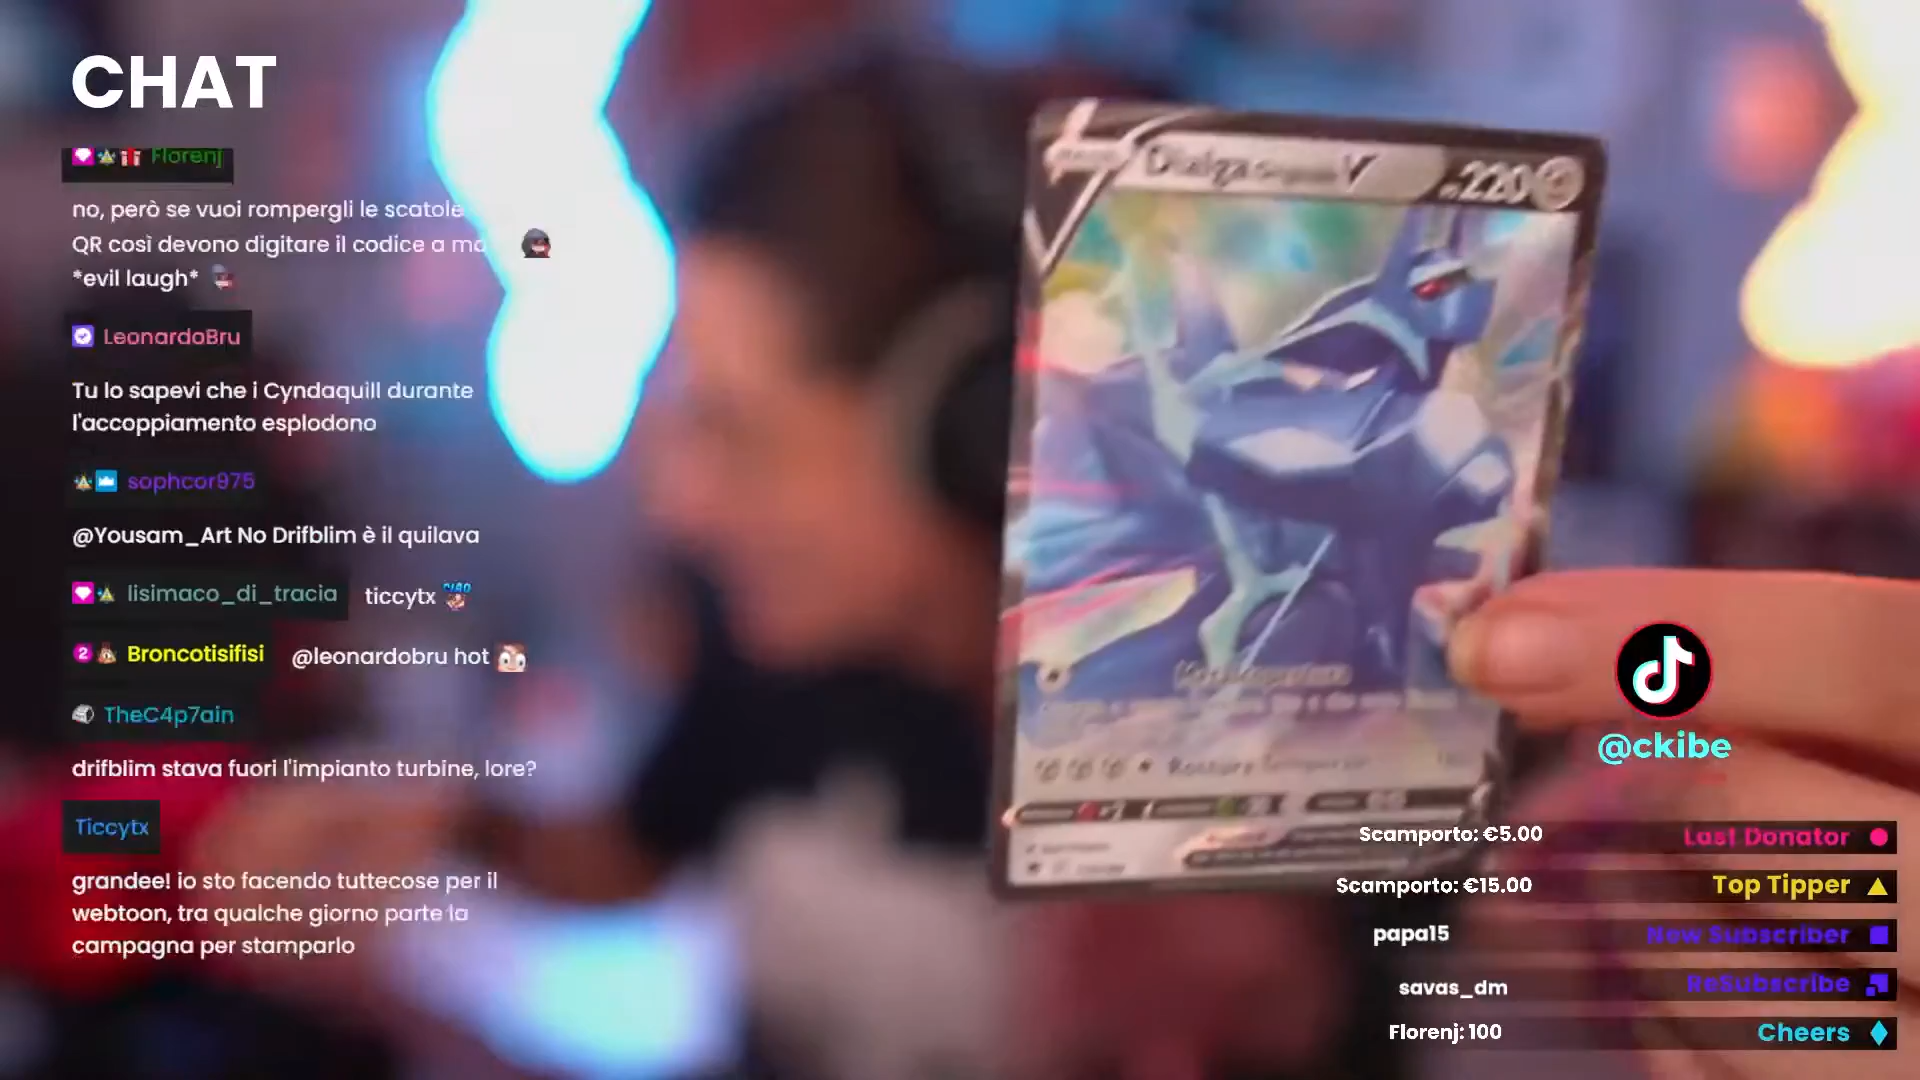 CHAT
Florenj
no, però se vuoi rompergli le scatole
QR così devono digitare il codice a ma
*evil laugh*
LeonardoBru
Tu lo sapevi che i Cyndaquill durante
l'accoppiamento esplodono
sophcor975
@Yousam_Art No Drifblim è il quilava
lisimaco_di_tracia ticcytx
2 Broncotisifisi @leonardobru hot
TheC4p7ain
drifblim stava fuori l'impianto turbine, lore?
Ticcytx
grandee! io sto facendo tuttecose per il
webtoon, tra qualche giorno parte la
campagna per stamparlo
Dialga V 220
@ckibe
Scamporto: €5.00 Last Donator
Scamporto: €15.00 Top Tipper
papa15 New Subscriber
savas_dm ReSubscribe
Florenj: 100 Cheers